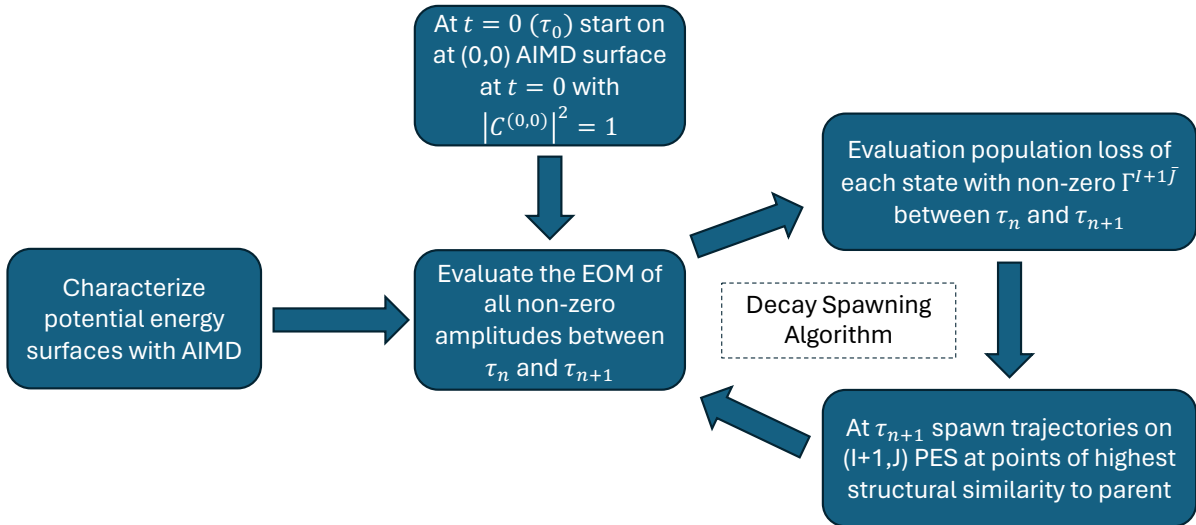 At 𝑡 = 0 (𝜏₀) start on
at (0,0) AIMD surface
at 𝑡 = 0 with
|𝐶⁽⁰,⁰⁾|² = 1
Evaluation population loss of
each state with non-zero Γ^{𝐼+1𝐽̄}
between 𝜏ₙ and 𝜏ₙ₊₁
Characterize
potential energy
surfaces with AIMD
Evaluate the EOM of
all non-zero
amplitudes between
𝜏ₙ and 𝜏ₙ₊₁
Decay Spawning
Algorithm
At 𝜏ₙ₊₁ spawn trajectories on
(I+1,J) PES at points of highest
structural similarity to parent